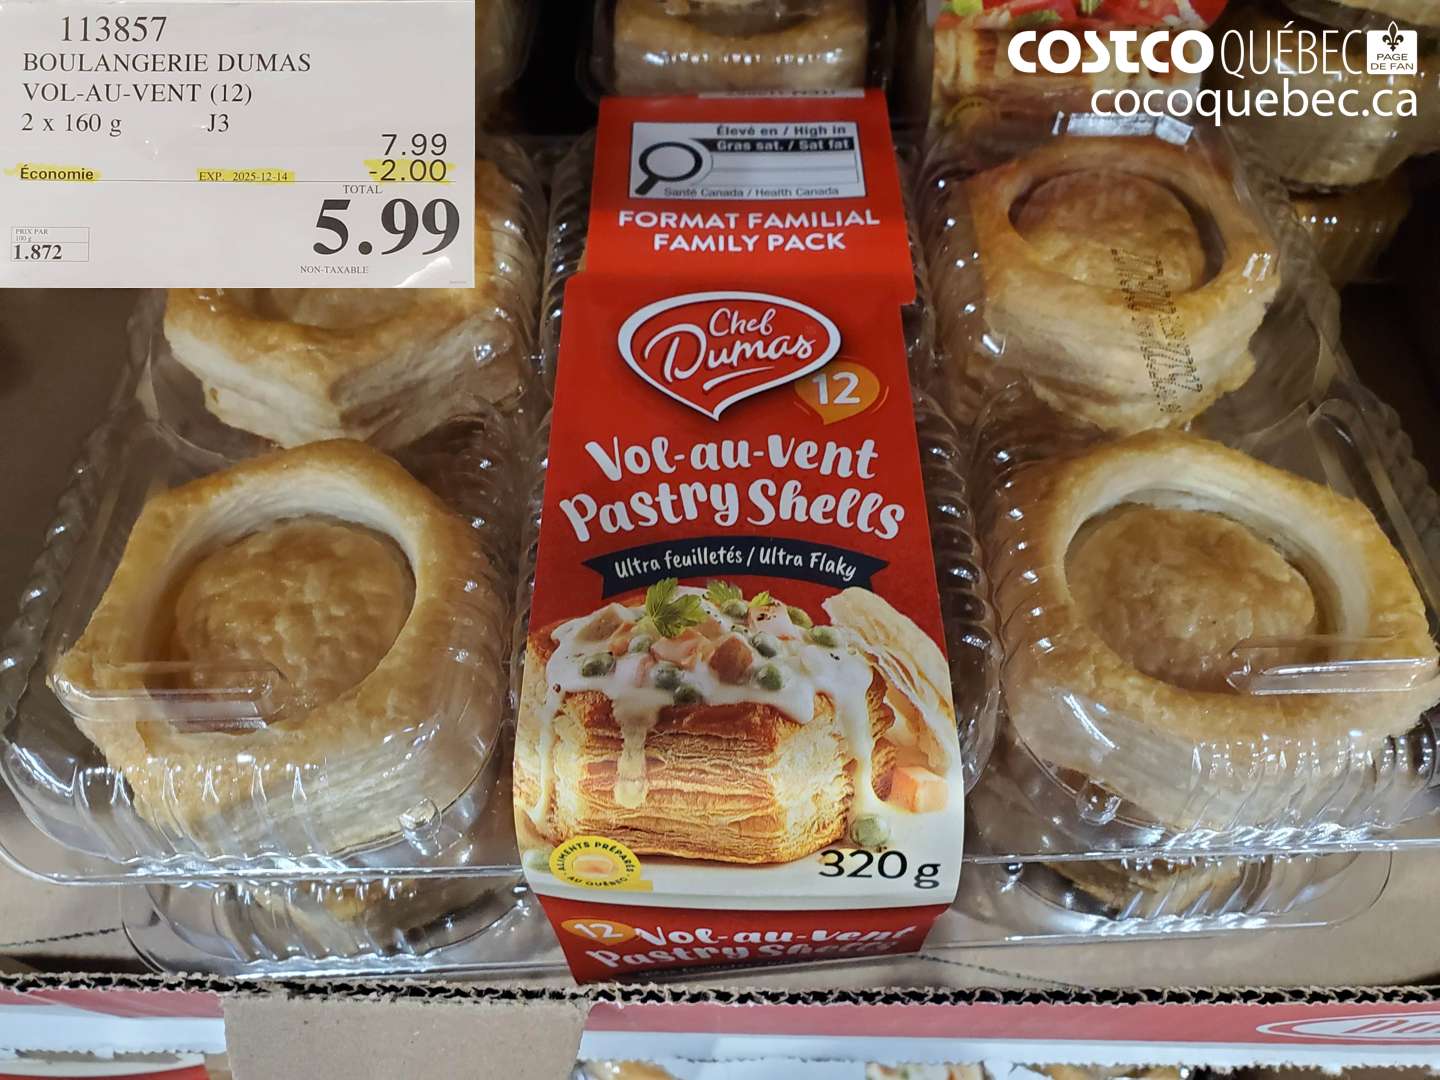 113857
BOULANGERIE DUMAS
VOL-AU-VENT (12)
2 x 160 g J3
7.99
Économie EXP. 2025-12-14 -2.00
TOTAL
5.99
PRIX PAR
100 g
1.872
NON-TAXABLE
COSTCO QUÉBEC PAGE DE FAN
cocoquebec.ca
Élevé en / High in
Gras sat. / Sat fat
Santé Canada / Health Canada
FORMAT FAMILIAL
FAMILY PACK
Chef
Dumas
12
Vol-au-Vent
Pastry Shells
Ultra feuilletés / Ultra Flaky
ALIMENTS PRÉPARÉS
AU QUÉBEC
320 g
12 Vol-au-Vent
Pastry Shells